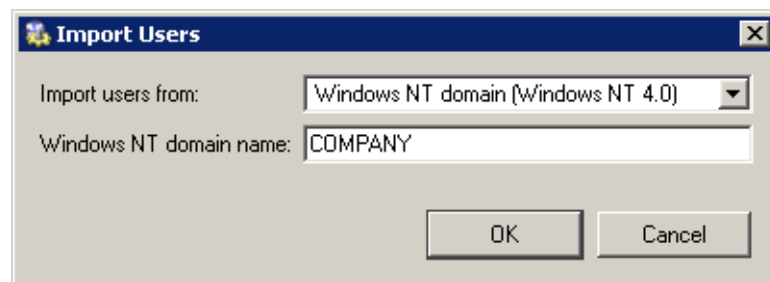 Import Users
Import users from: Windows NT domain (Windows NT 4.0)
Windows NT domain name: COMPANY
OK Cancel